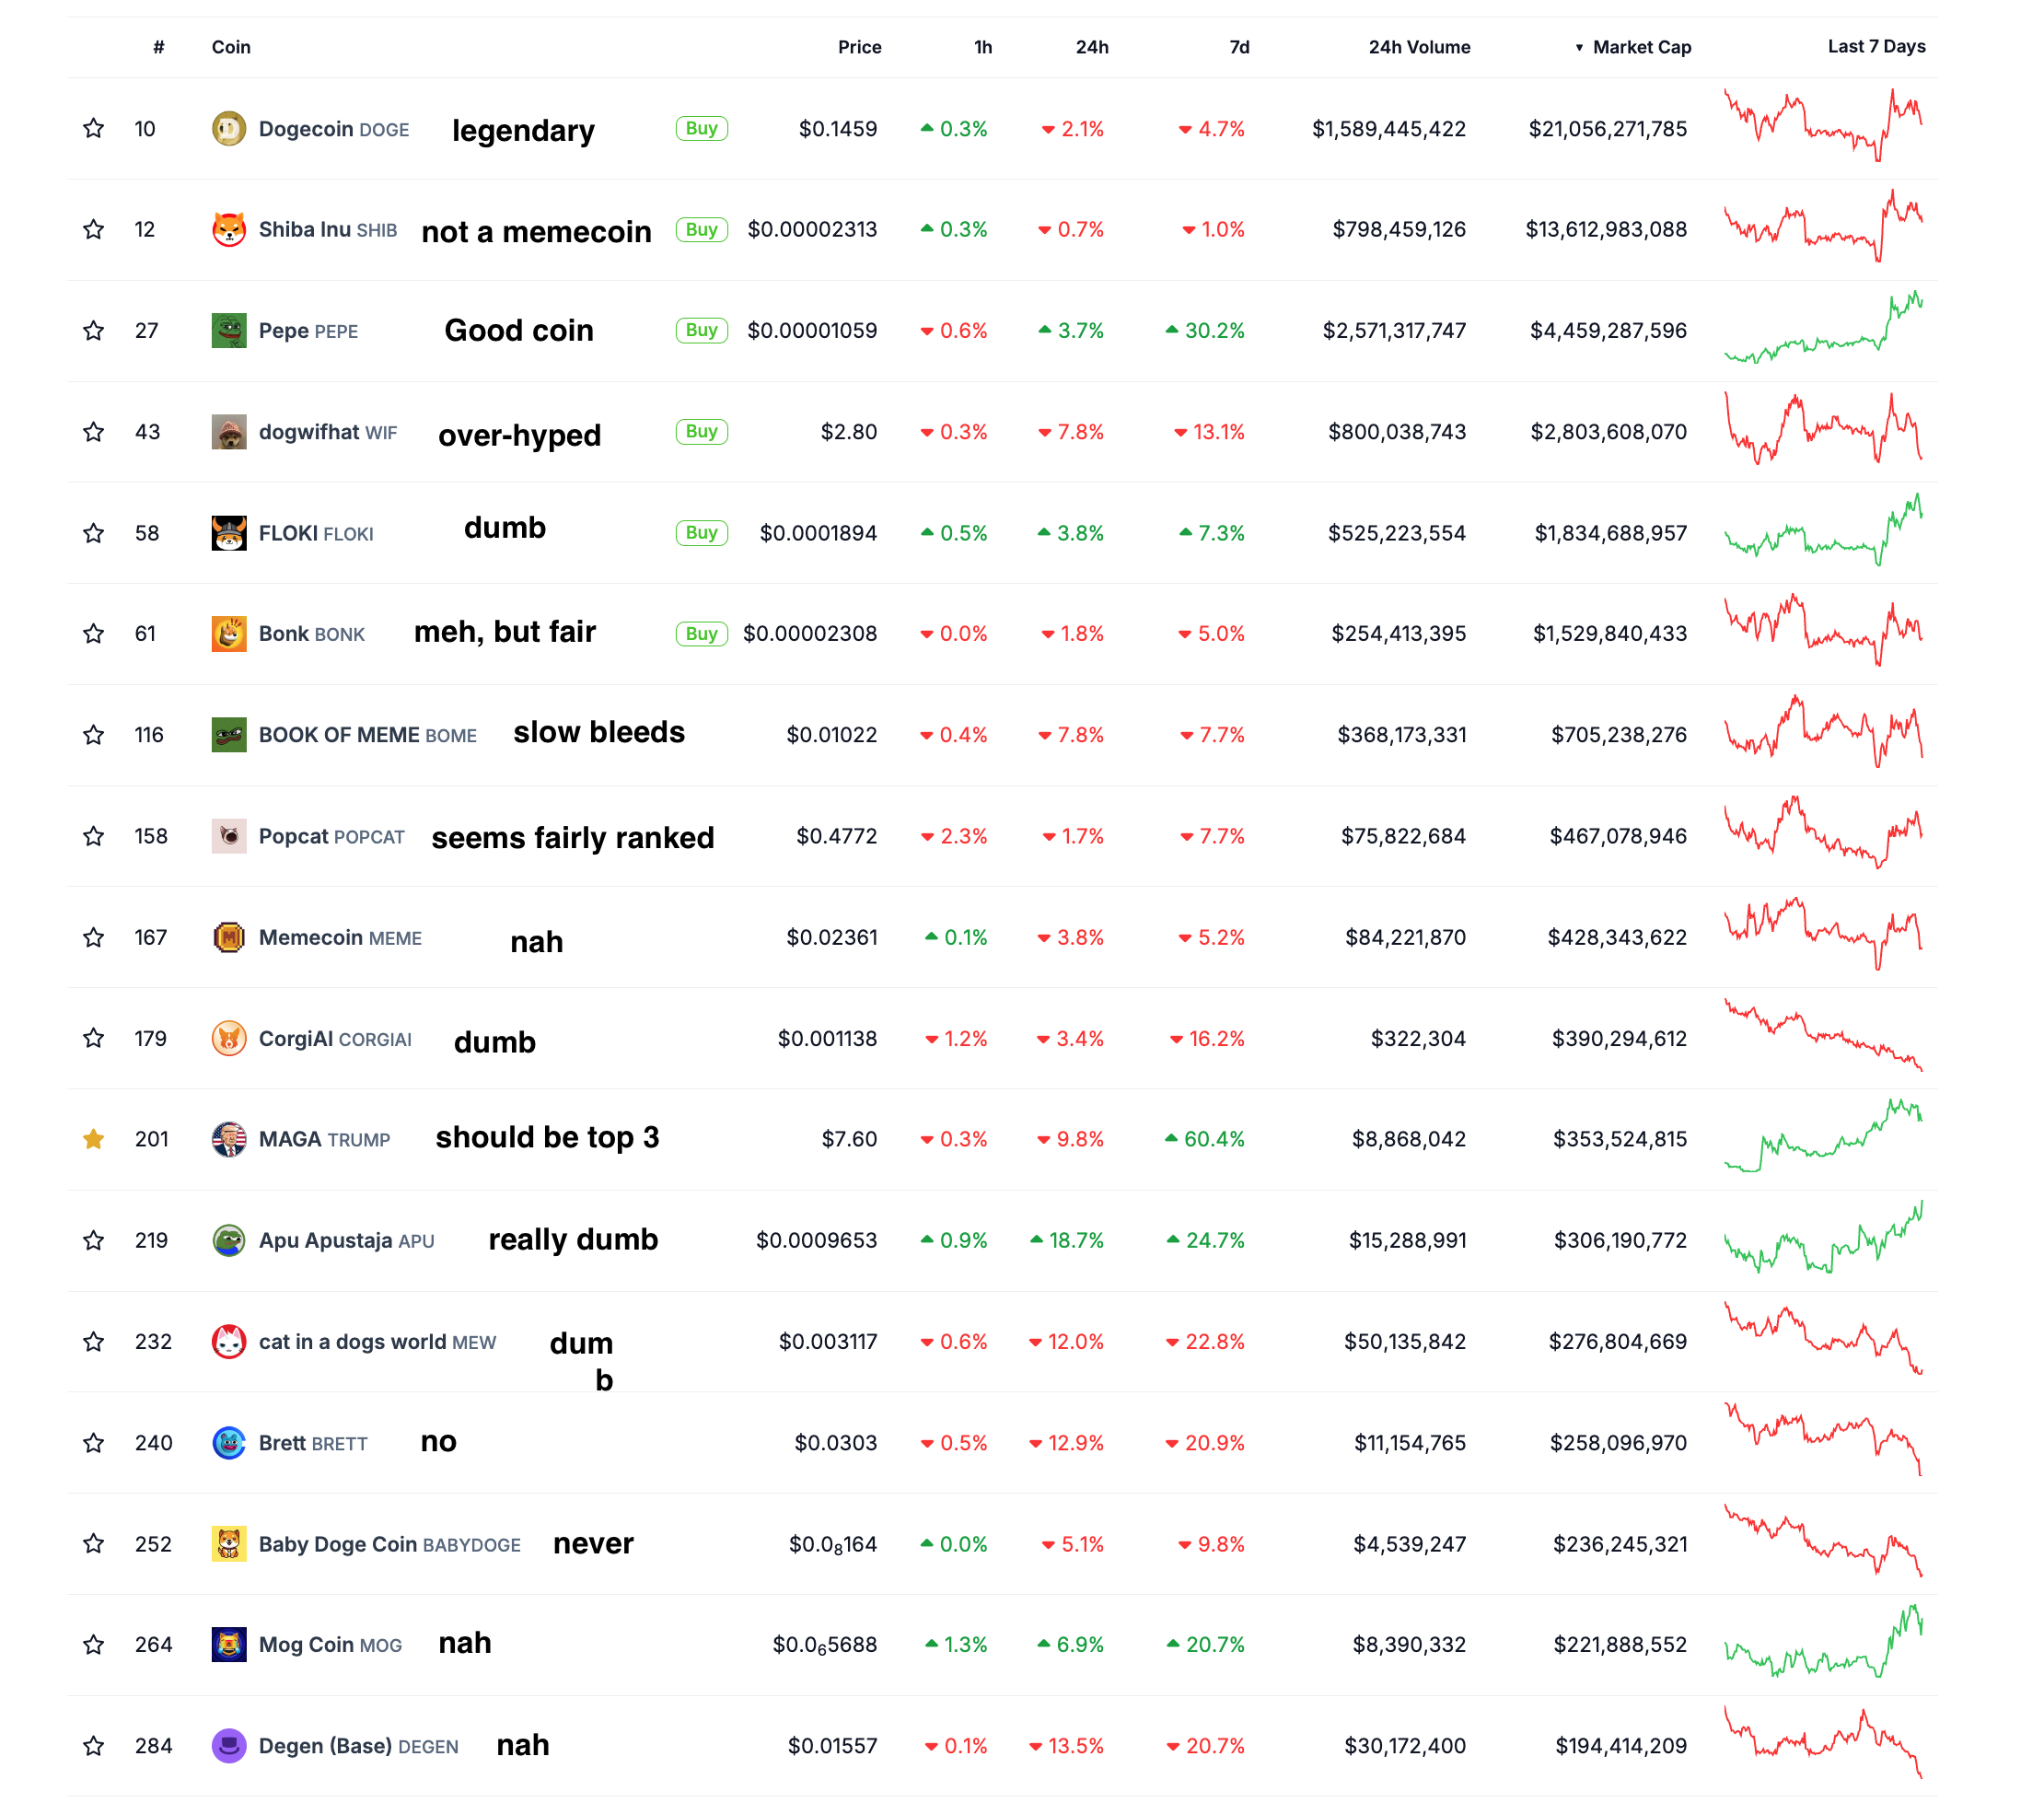 # Coin Price 1h 24h 7d 24h Volume ▼ Market Cap Last 7 Days
10 Dogecoin DOGE legendary Buy $0.1459 ▲ 0.3% ▼ 2.1% ▼ 4.7% $1,589,445,422 $21,056,271,785
12 Shiba Inu SHIB not a memecoin Buy $0.00002313 ▲ 0.3% ▼ 0.7% ▼ 1.0% $798,459,126 $13,612,983,088
27 Pepe PEPE Good coin Buy $0.00001059 ▼ 0.6% ▲ 3.7% ▲ 30.2% $2,571,317,747 $4,459,287,596
43 dogwifhat WIF over-hyped Buy $2.80 ▼ 0.3% ▼ 7.8% ▼ 13.1% $800,038,743 $2,803,608,070
58 FLOKI FLOKI dumb Buy $0.0001894 ▲ 0.5% ▲ 3.8% ▲ 7.3% $525,223,554 $1,834,688,957
61 Bonk BONK meh, but fair Buy $0.00002308 ▼ 0.0% ▼ 1.8% ▼ 5.0% $254,413,395 $1,529,840,433
116 BOOK OF MEME BOME slow bleeds $0.01022 ▼ 0.4% ▼ 7.8% ▼ 7.7% $368,173,331 $705,238,276
158 Popcat POPCAT seems fairly ranked $0.4772 ▼ 2.3% ▼ 1.7% ▼ 7.7% $75,822,684 $467,078,946
167 Memecoin MEME nah $0.02361 ▲ 0.1% ▼ 3.8% ▼ 5.2% $84,221,870 $428,343,622
179 CorgiAI CORGIAI dumb $0.001138 ▼ 1.2% ▼ 3.4% ▼ 16.2% $322,304 $390,294,612
201 MAGA TRUMP should be top 3 $7.60 ▼ 0.3% ▼ 9.8% ▲ 60.4% $8,868,042 $353,524,815
219 Apu Apustaja APU really dumb $0.0009653 ▲ 0.9% ▲ 18.7% ▲ 24.7% $15,288,991 $306,190,772
232 cat in a dogs world MEW dum $0.003117 ▼ 0.6% ▼ 12.0% ▼ 22.8% $50,135,842 $276,804,669
b
240 Brett BRETT no $0.0303 ▼ 0.5% ▼ 12.9% ▼ 20.9% $11,154,765 $258,096,970
252 Baby Doge Coin BABYDOGE never $0.0₈164 ▲ 0.0% ▼ 5.1% ▼ 9.8% $4,539,247 $236,245,321
264 Mog Coin MOG nah $0.0₆5688 ▲ 1.3% ▲ 6.9% ▲ 20.7% $8,390,332 $221,888,552
284 Degen (Base) DEGEN nah $0.01557 ▼ 0.1% ▼ 13.5% ▼ 20.7% $30,172,400 $194,414,209